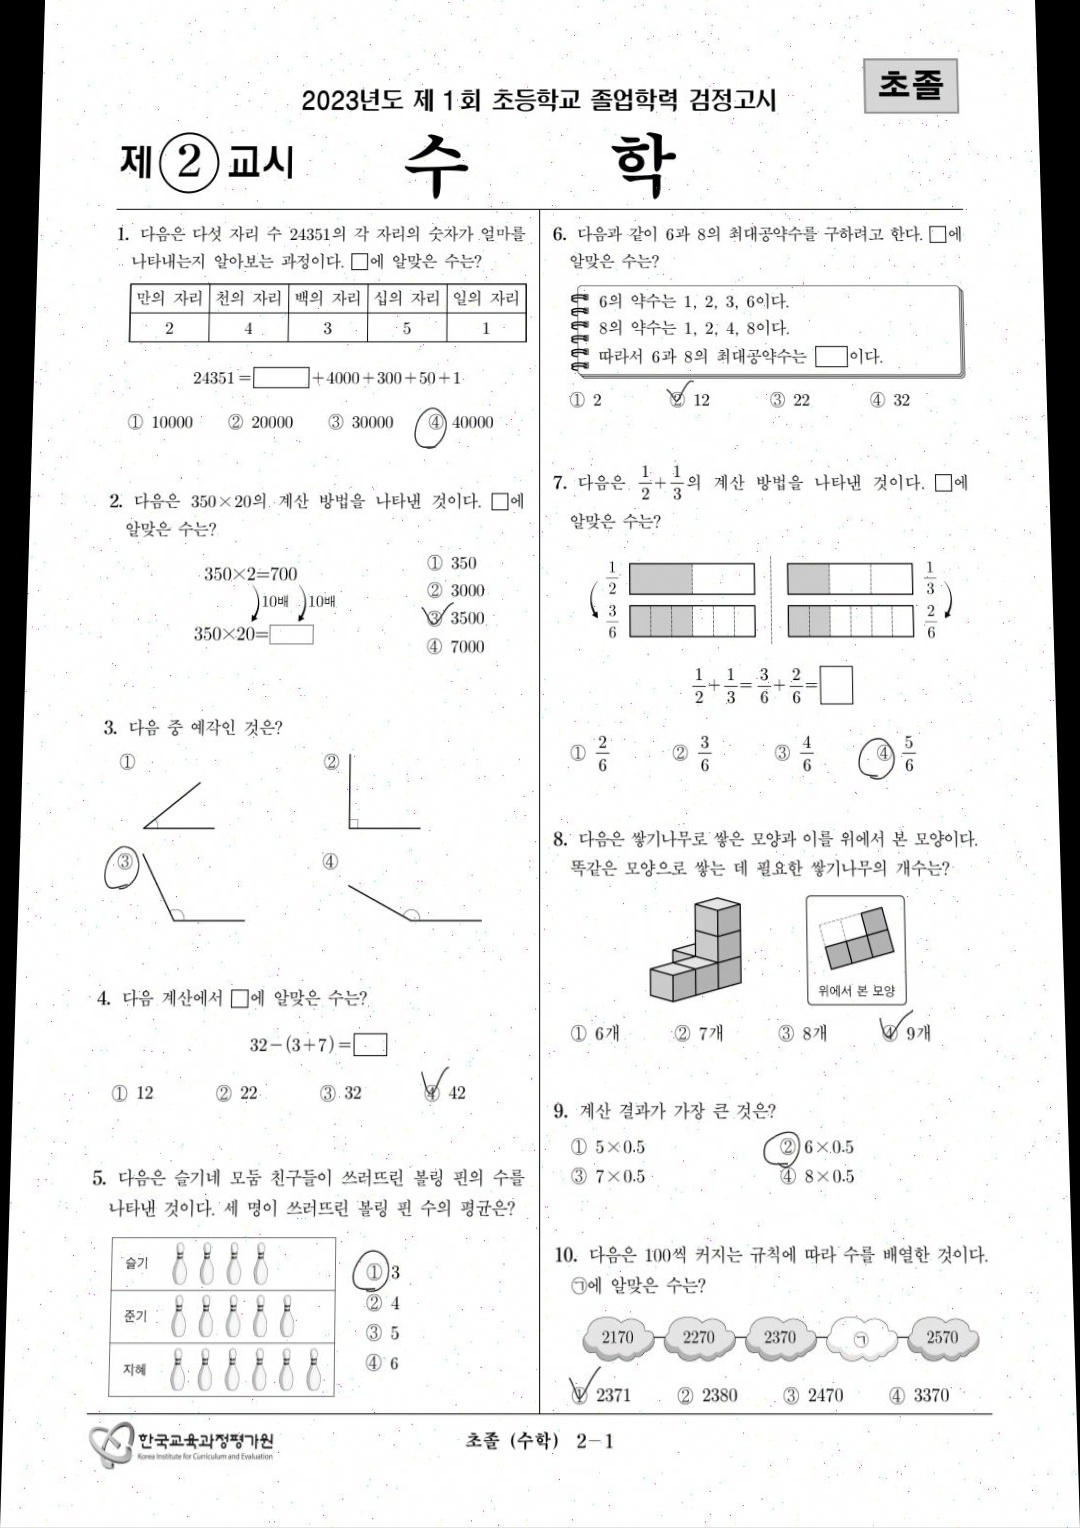 초졸
2023년도 제 1 회 초등학교 졸업학력 검정고시
제 ② 교시 수 학
1. 다음은 다섯 자리 수 24351의 각 자리의 숫자가 얼마를
나타내는지 알아보는 과정이다. □에 알맞은 수는?
만의 자리 천의 자리 백의 자리 십의 자리 일의 자리
2 4 3 5 1
24351=□+4000+300+50+1
① 10000 ② 20000 ③ 30000 ④ 40000
2. 다음은 350×20의 계산 방법을 나타낸 것이다. □에
알맞은 수는?
350×2=700
10배 10배
350×20=□
① 350
② 3000
③ 3500
④ 7000
3. 다음 중 예각인 것은?
① ②
③ ④
4. 다음 계산에서 □에 알맞은 수는?
32-(3+7)=□
① 12 ② 22 ③ 32 ④ 42
5. 다음은 슬기네 모둠 친구들이 쓰러뜨린 볼링 핀의 수를
나타낸 것이다. 세 명이 쓰러뜨린 볼링 핀 수의 평균은?
슬기
준기
지혜
① 3
② 4
③ 5
④ 6
6. 다음과 같이 6과 8의 최대공약수를 구하려고 한다. □에
알맞은 수는?
6의 약수는 1, 2, 3, 6이다.
8의 약수는 1, 2, 4, 8이다.
따라서 6과 8의 최대공약수는 □이다.
① 2 ② 12 ③ 22 ④ 32
7. 다음은 1/2+1/3의 계산 방법을 나타낸 것이다. □에
알맞은 수는?
1/2 1/3
3/6 2/6
1/2+1/3=3/6+2/6=□
① 2/6 ② 3/6 ③ 4/6 ④ 5/6
8. 다음은 쌓기나무로 쌓은 모양과 이를 위에서 본 모양이다.
똑같은 모양으로 쌓는 데 필요한 쌓기나무의 개수는?
위에서 본 모양
① 6개 ② 7개 ③ 8개 ④ 9개
9. 계산 결과가 가장 큰 것은?
① 5×0.5 ② 6×0.5
③ 7×0.5 ④ 8×0.5
10. 다음은 100씩 커지는 규칙에 따라 수를 배열한 것이다.
㉠에 알맞은 수는?
2170 2270 2370 ㉠ 2570
① 2371 ② 2380 ③ 2470 ④ 3370
한국교육과정평가원
Korea Institute for Curriculum and Evaluation
초졸 (수학) 2-1